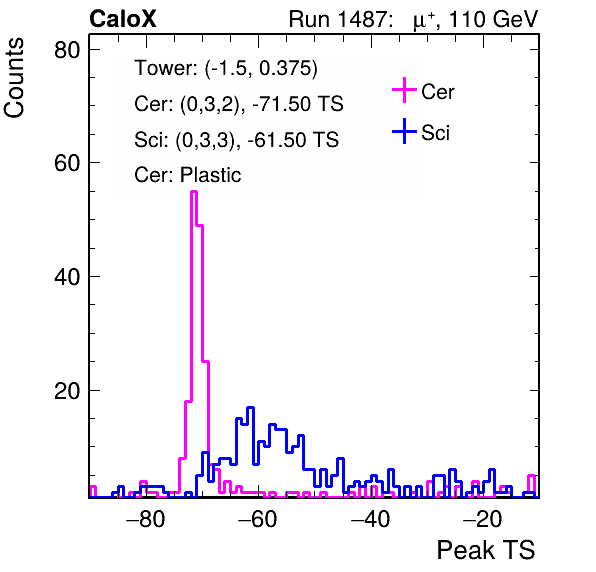 CaloX Run 1487: μ⁺, 110 GeV
Counts
80
60
40
20
Tower: (-1.5, 0.375)
Cer: (0,3,2), -71.50 TS
Sci: (0,3,3), -61.50 TS
Cer: Plastic
Cer
Sci
−80 −60 −40 −20
Peak TS